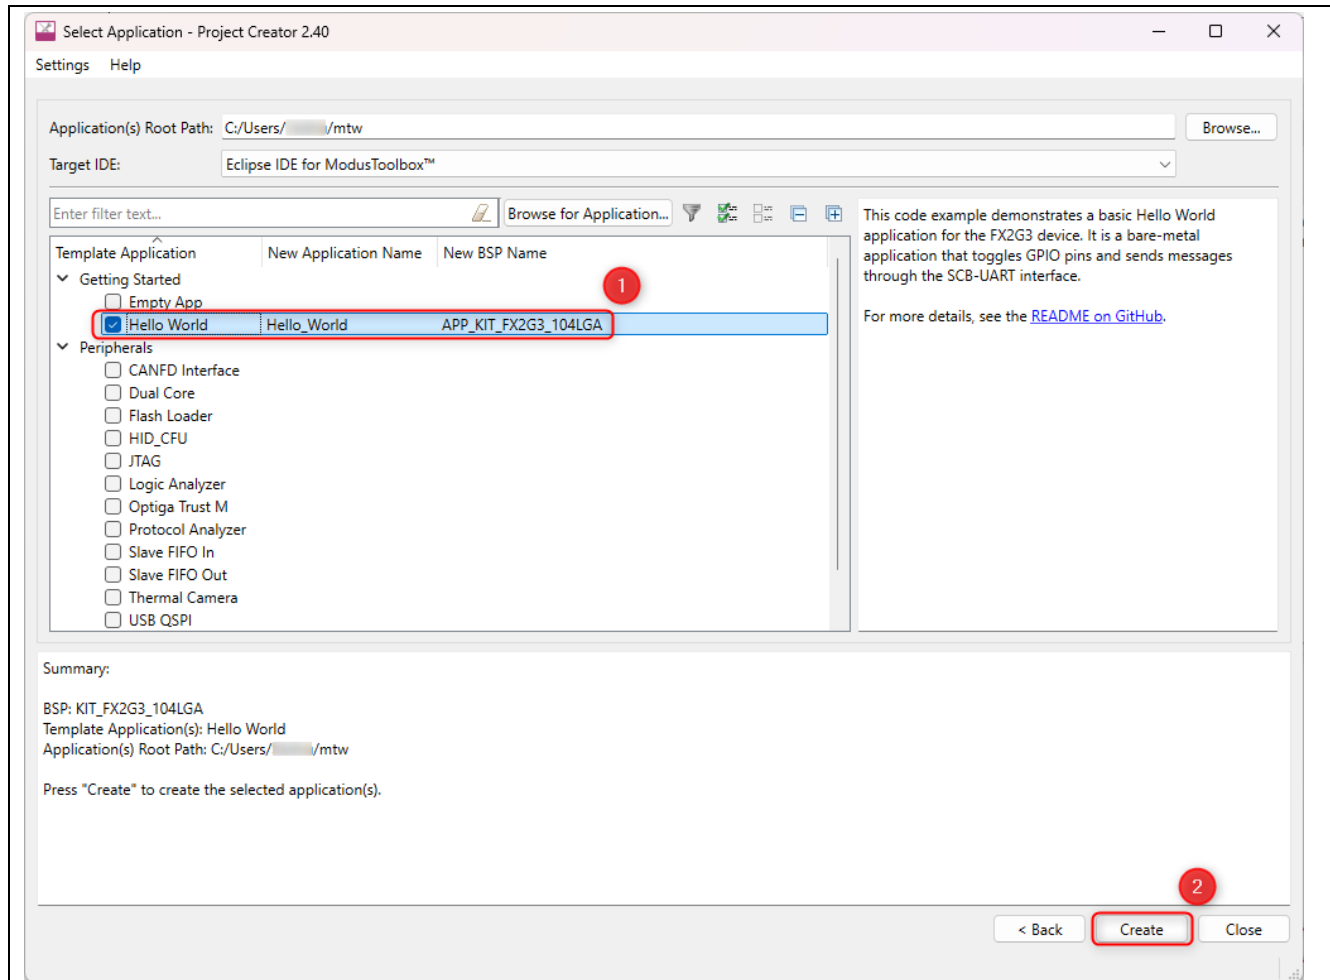 Select Application - Project Creator 2.40
Settings Help
Application(s) Root Path: C:/Users/ /mtw Browse...
Target IDE: Eclipse IDE for ModusToolbox™
Enter filter text... Browse for Application...
Template Application New Application Name New BSP Name
Getting Started
1
Empty App
Hello World Hello_World APP_KIT_FX2G3_104LGA
Peripherals
CANFD Interface
Dual Core
Flash Loader
HID_CFU
JTAG
Logic Analyzer
Optiga Trust M
Protocol Analyzer
Slave FIFO In
Slave FIFO Out
Thermal Camera
USB QSPI
This code example demonstrates a basic Hello World
application for the FX2G3 device. It is a bare-metal
application that toggles GPIO pins and sends messages
through the SCB-UART interface.
For more details, see the README on GitHub.
Summary:
BSP: KIT_FX2G3_104LGA
Template Application(s): Hello World
Application(s) Root Path: C:/Users/ /mtw
Press "Create" to create the selected application(s).
2
< Back Create Close